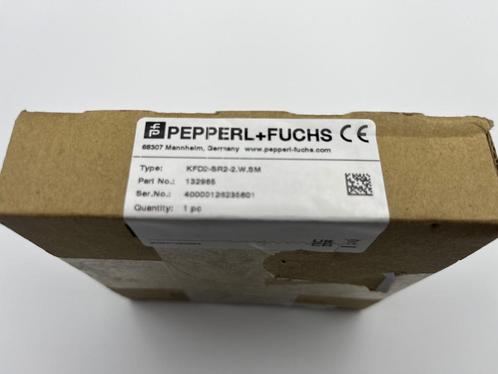 PEPPERL+FUCHS CE
68307 Mannheim, Germany www.pepperl-fuchs.com
Type: KFD2-SR2-2.W.SM
Part No.: 132965
Ser.No.: 40000126235601
Quantity: 1 pc